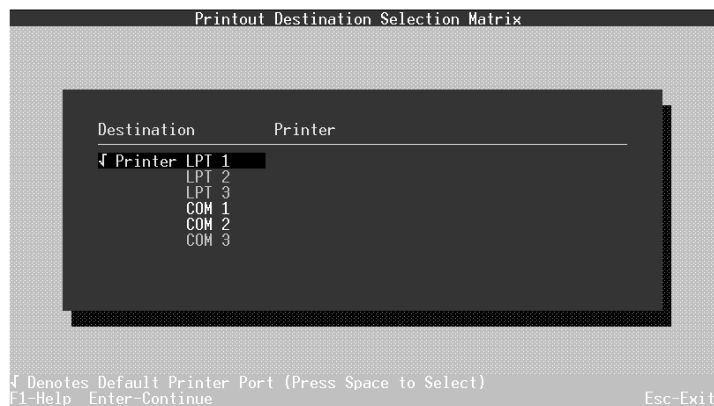 Printout Destination Selection Matrix
Destination Printer
√ Printer LPT 1
LPT 2
LPT 3
COM 1
COM 2
COM 3
√ Denotes Default Printer Port (Press Space to Select)
F1-Help Enter-Continue Esc-Exit